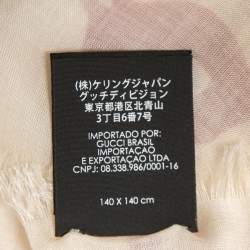 (株)ケリングジャパン
グッチディビジョン
東京都港区北青山
3丁目6番7号
IMPORTADO POR:
GUCCI BRASIL
IMPORTACAO
E EXPORTACAO LTDA
CNPJ: 08.338.986/0001-16
140 X 140 cm